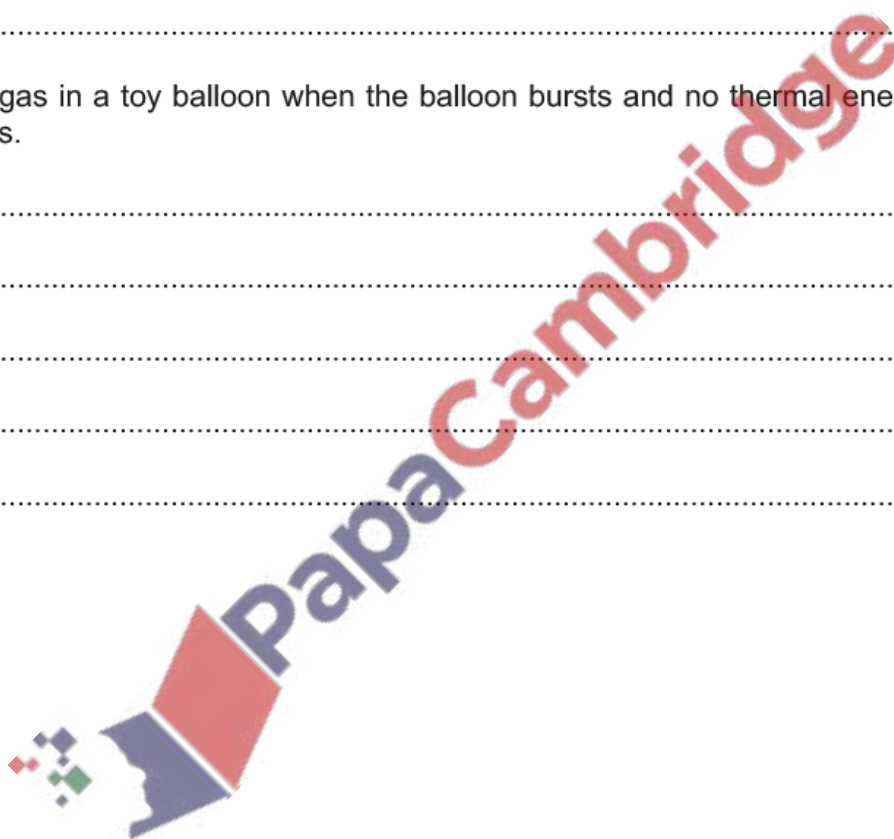 gas in a toy balloon when the balloon bursts and no thermal ene
s.
PapaCambridge